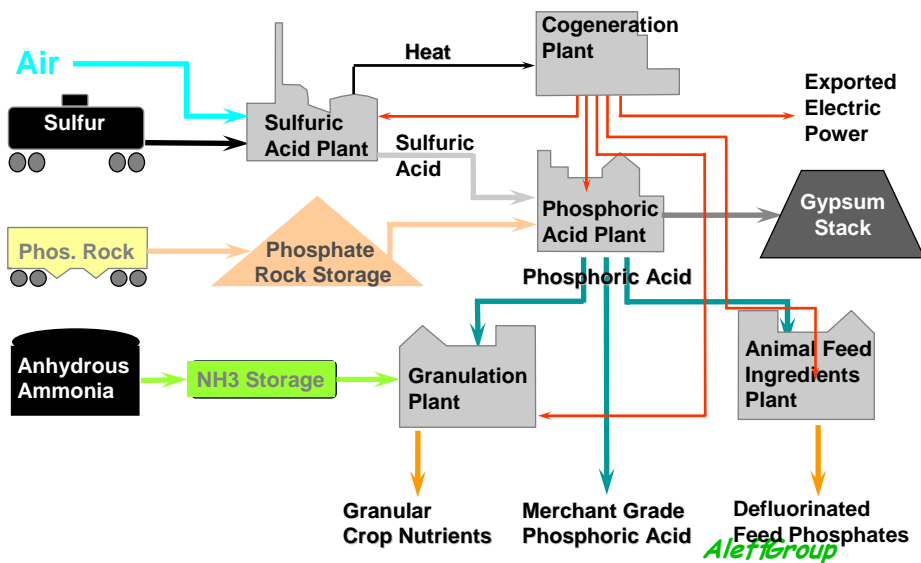 Cogeneration
Plant
Air
Heat
Exported
Electric
Power
Sulfur
Sulfuric
Acid Plant
Sulfuric
Acid
Phosphoric
Acid Plant
Gypsum
Stack
Phos. Rock
Phosphate
Rock Storage
Phosphoric Acid
Anhydrous
Ammonia
NH3 Storage
Granulation
Plant
Animal Feed
Ingredients
Plant
Granular
Crop Nutrients
Merchant Grade
Phosphoric Acid
Defluorinated
Feed Phosphates
AleffGroup